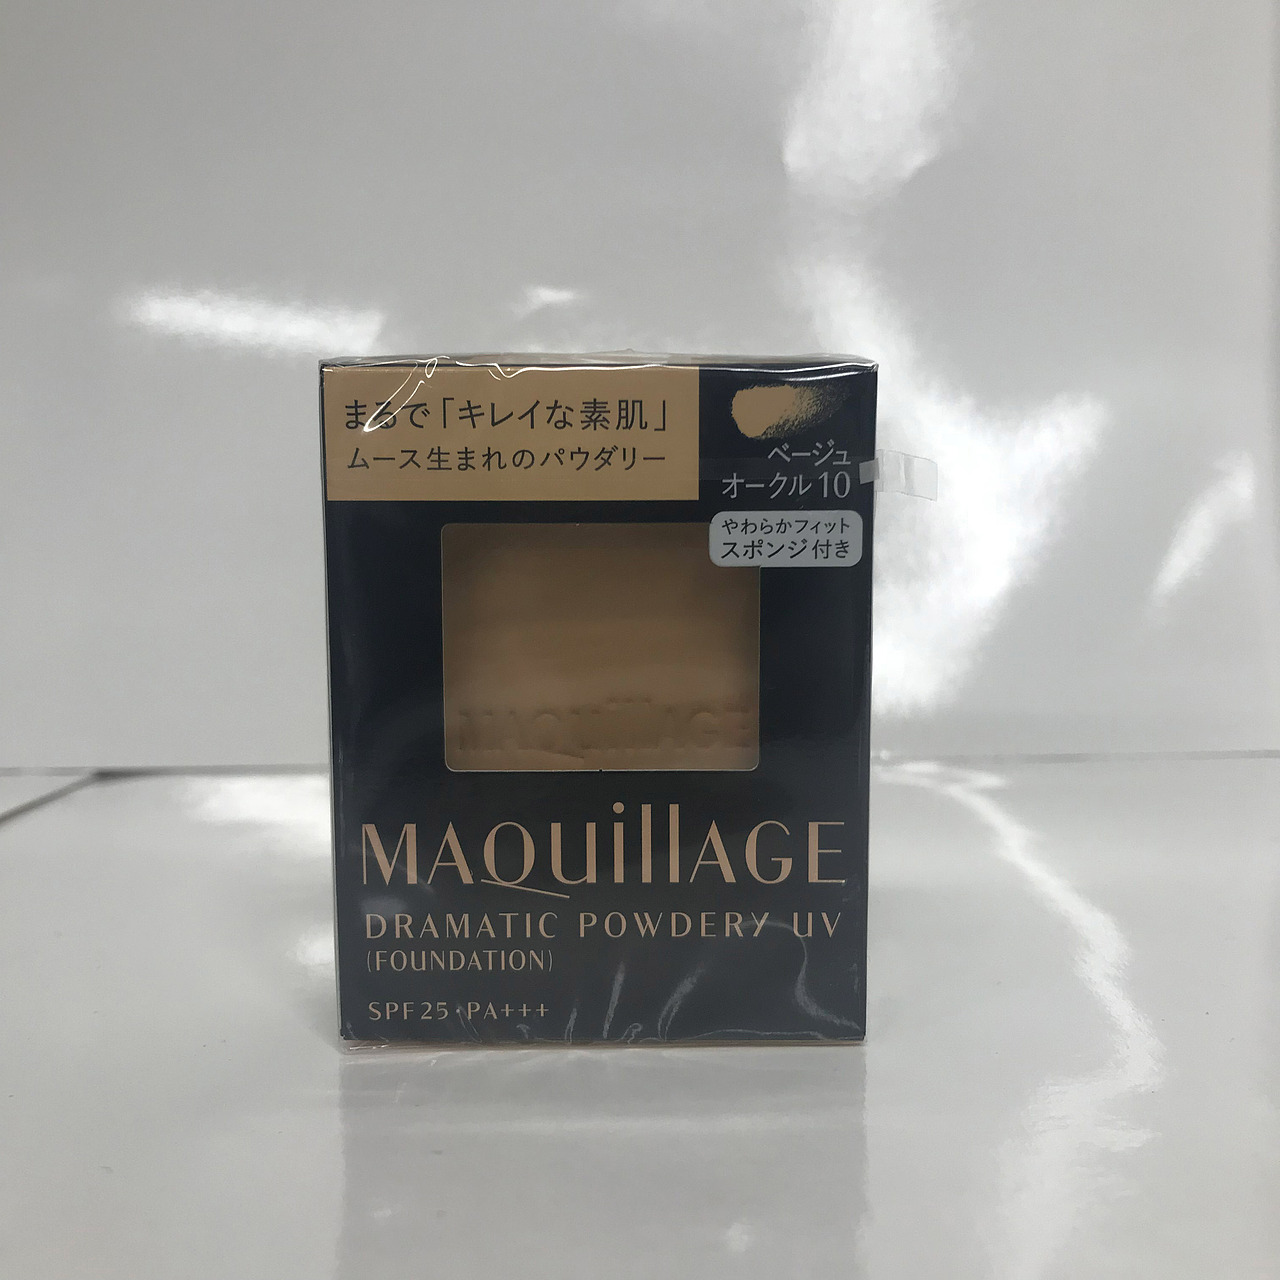 まるで「キレイな素肌」
ムース生まれのパウダリー
ベージュ
オークル10
やわらかフィット
スポンジ付き
MAQuillAGE
MAQuillAGE
DRAMATIC POWDERY UV
(FOUNDATION)
SPF25・PA+++